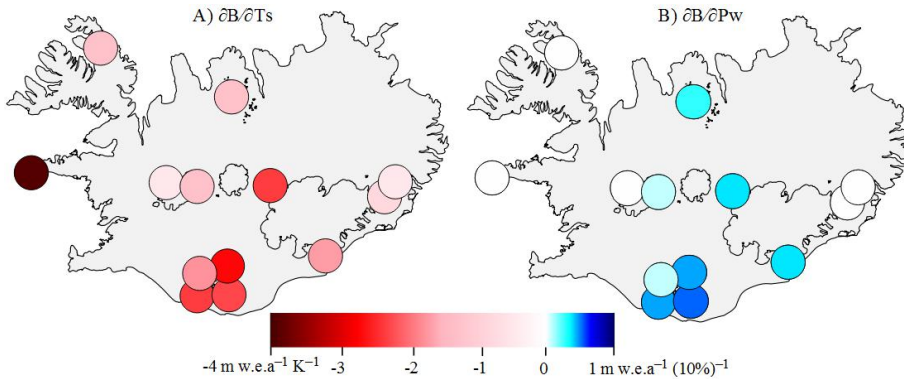 A) ∂B/∂Ts
B) ∂B/∂Pw
-4 m w.e.a⁻¹ K⁻¹ -3 -2 -1 0 1 m w.e.a⁻¹ (10%)⁻¹